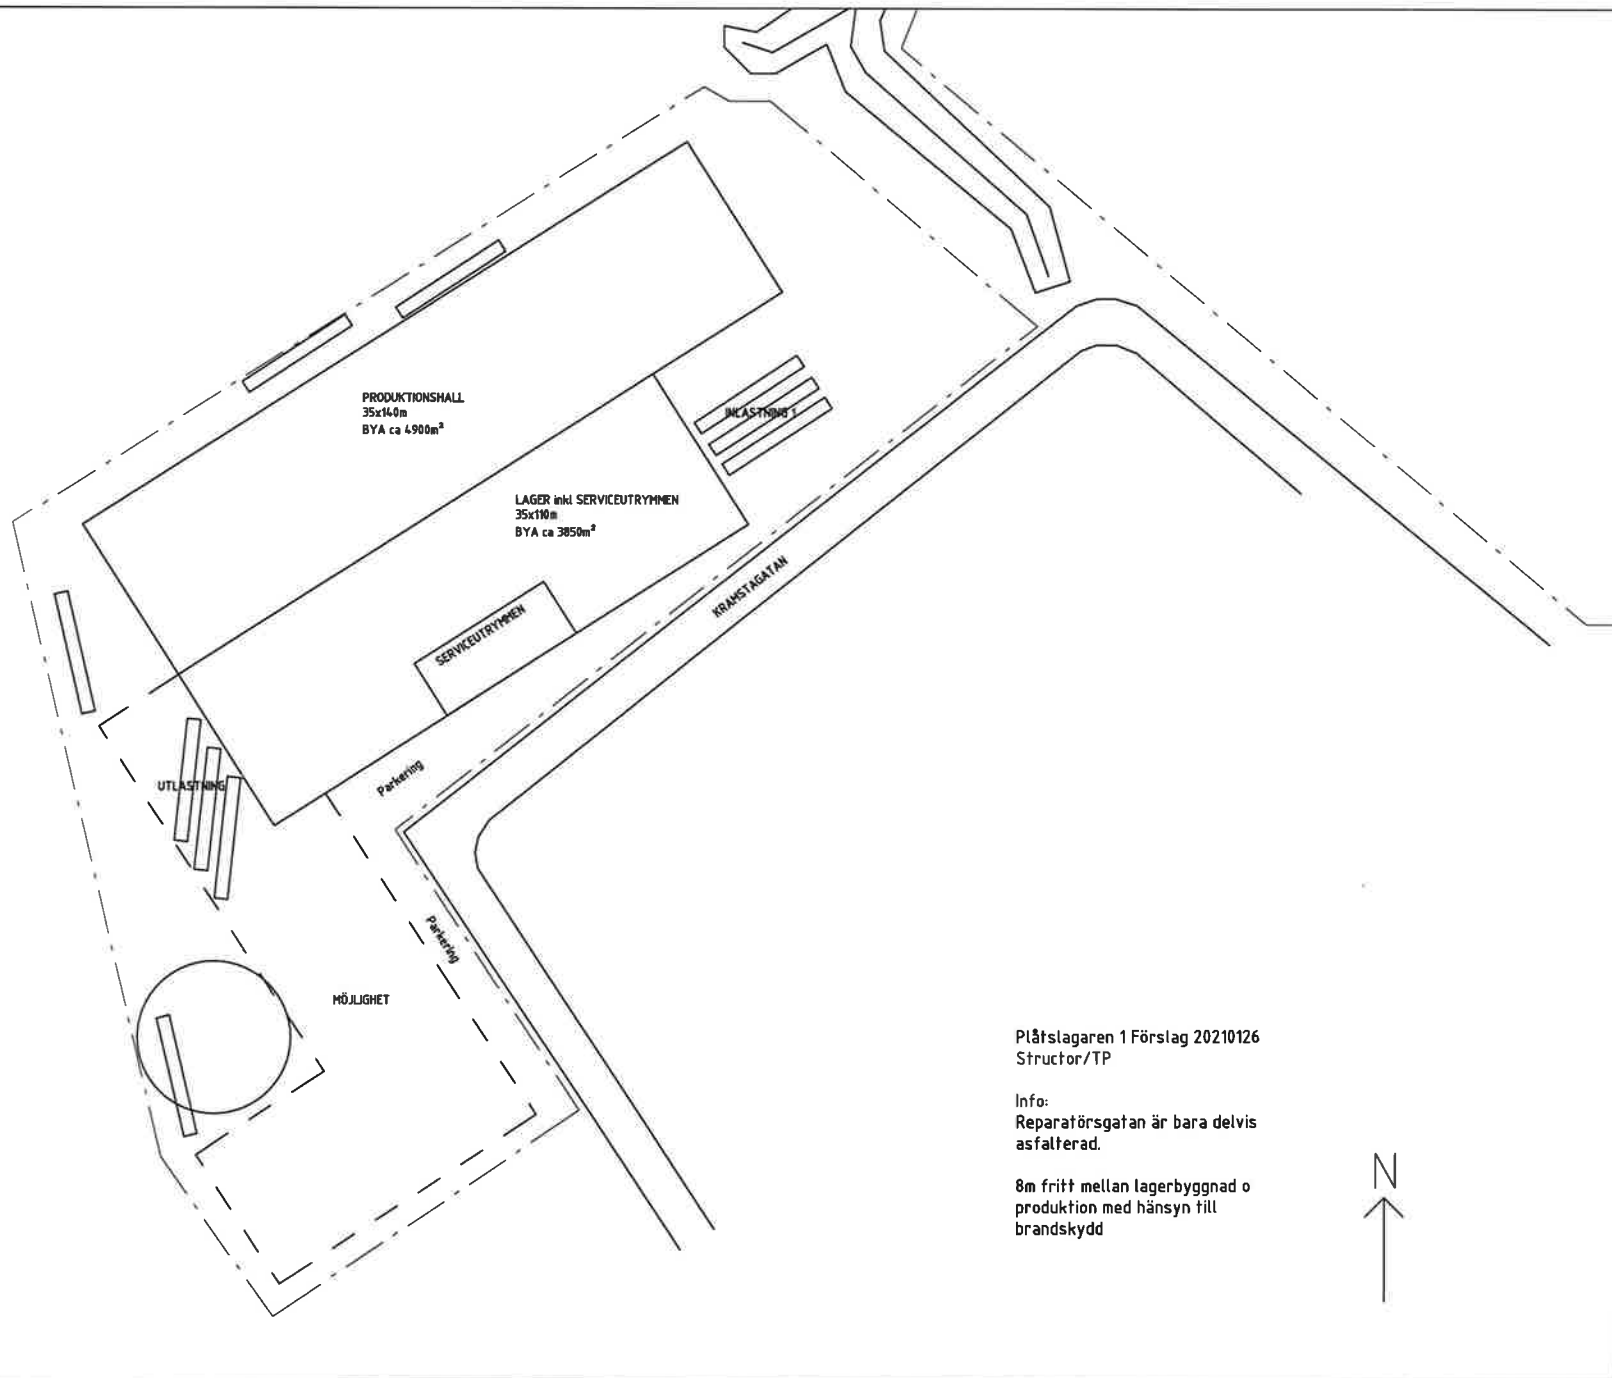 PRODUKTIONSHALL
35x140m
BYA ca 4900m²
INLASTNING 1
LAGER inkl SERVICEUTRYMMEN
35x110m
BYA ca 3850m²
KRAMSTAGATAN
SERVICEUTRYMMEN
Parkering
UTLASTNING
Parkering
MÖJLIGHET
Plåtslagaren 1 Förslag 20210126
Structor/TP
Info:
Reparatörsgatan är bara delvis
asfalterad.
8m fritt mellan lagerbyggnad o
produktion med hänsyn till
brandskydd
N